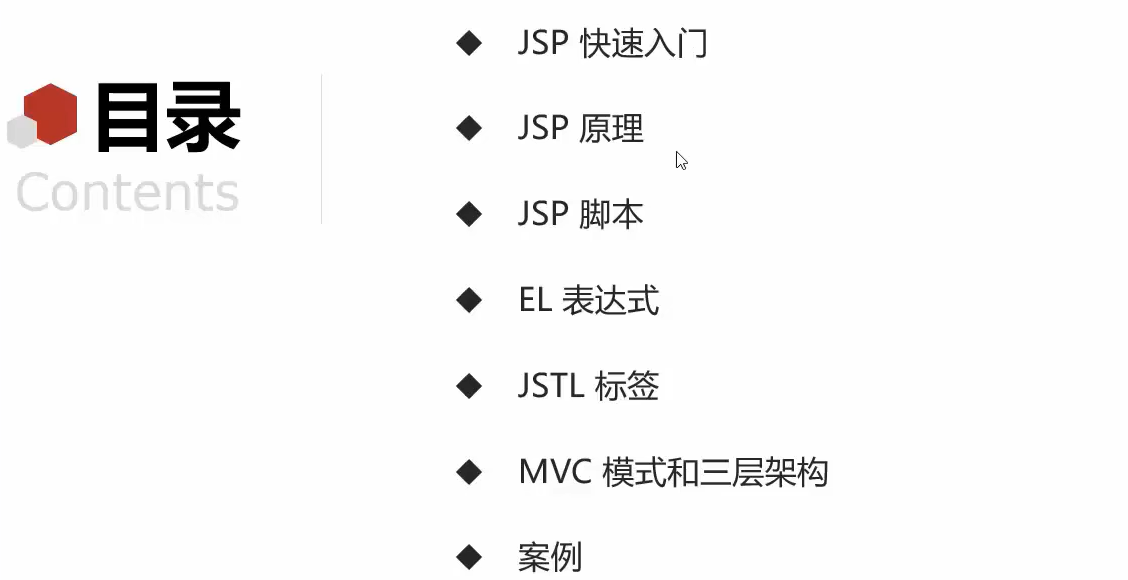 目录
Contents
JSP 快速入门
JSP 原理
JSP 脚本
EL 表达式
JSTL 标签
MVC 模式和三层架构
案例